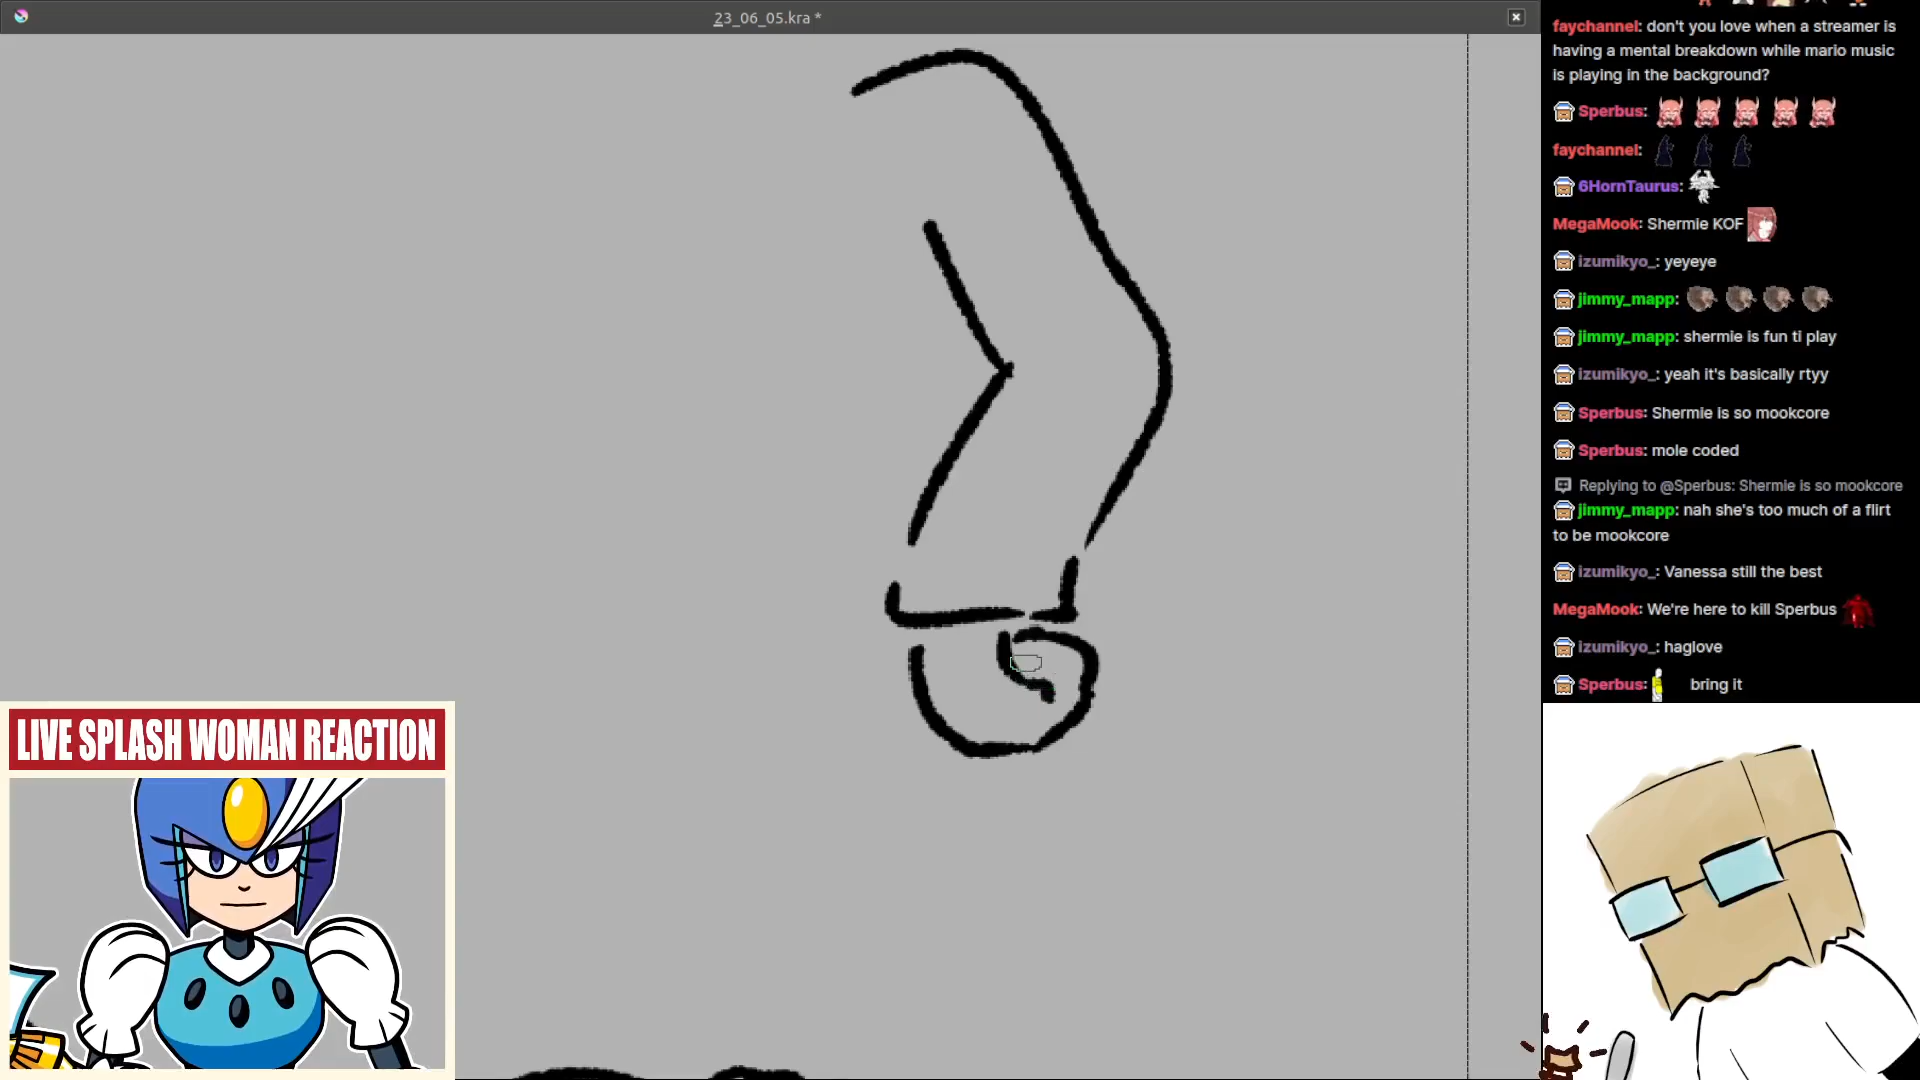 23_06_05.kra *
faychannel: don't you love when a streamer is
having a mental breakdown while mario music
is playing in the background?
Sperbus:
faychannel:
6HornTaurus:
MegaMook: Shermie KOF
izumikyo_: yeyeye
jimmy_mapp:
jimmy_mapp: shermie is fun ti play
izumikyo_: yeah it's basically rtyy
Sperbus: Shermie is so mookcore
Sperbus: mole coded
Replying to @Sperbus: Shermie is so mookcore
jimmy_mapp: nah she's too much of a flirt
to be mookcore
izumikyo_: Vanessa still the best
MegaMook: We're here to kill Sperbus
izumikyo_: haglove
Sperbus: bring it
LIVE SPLASH WOMAN REACTION